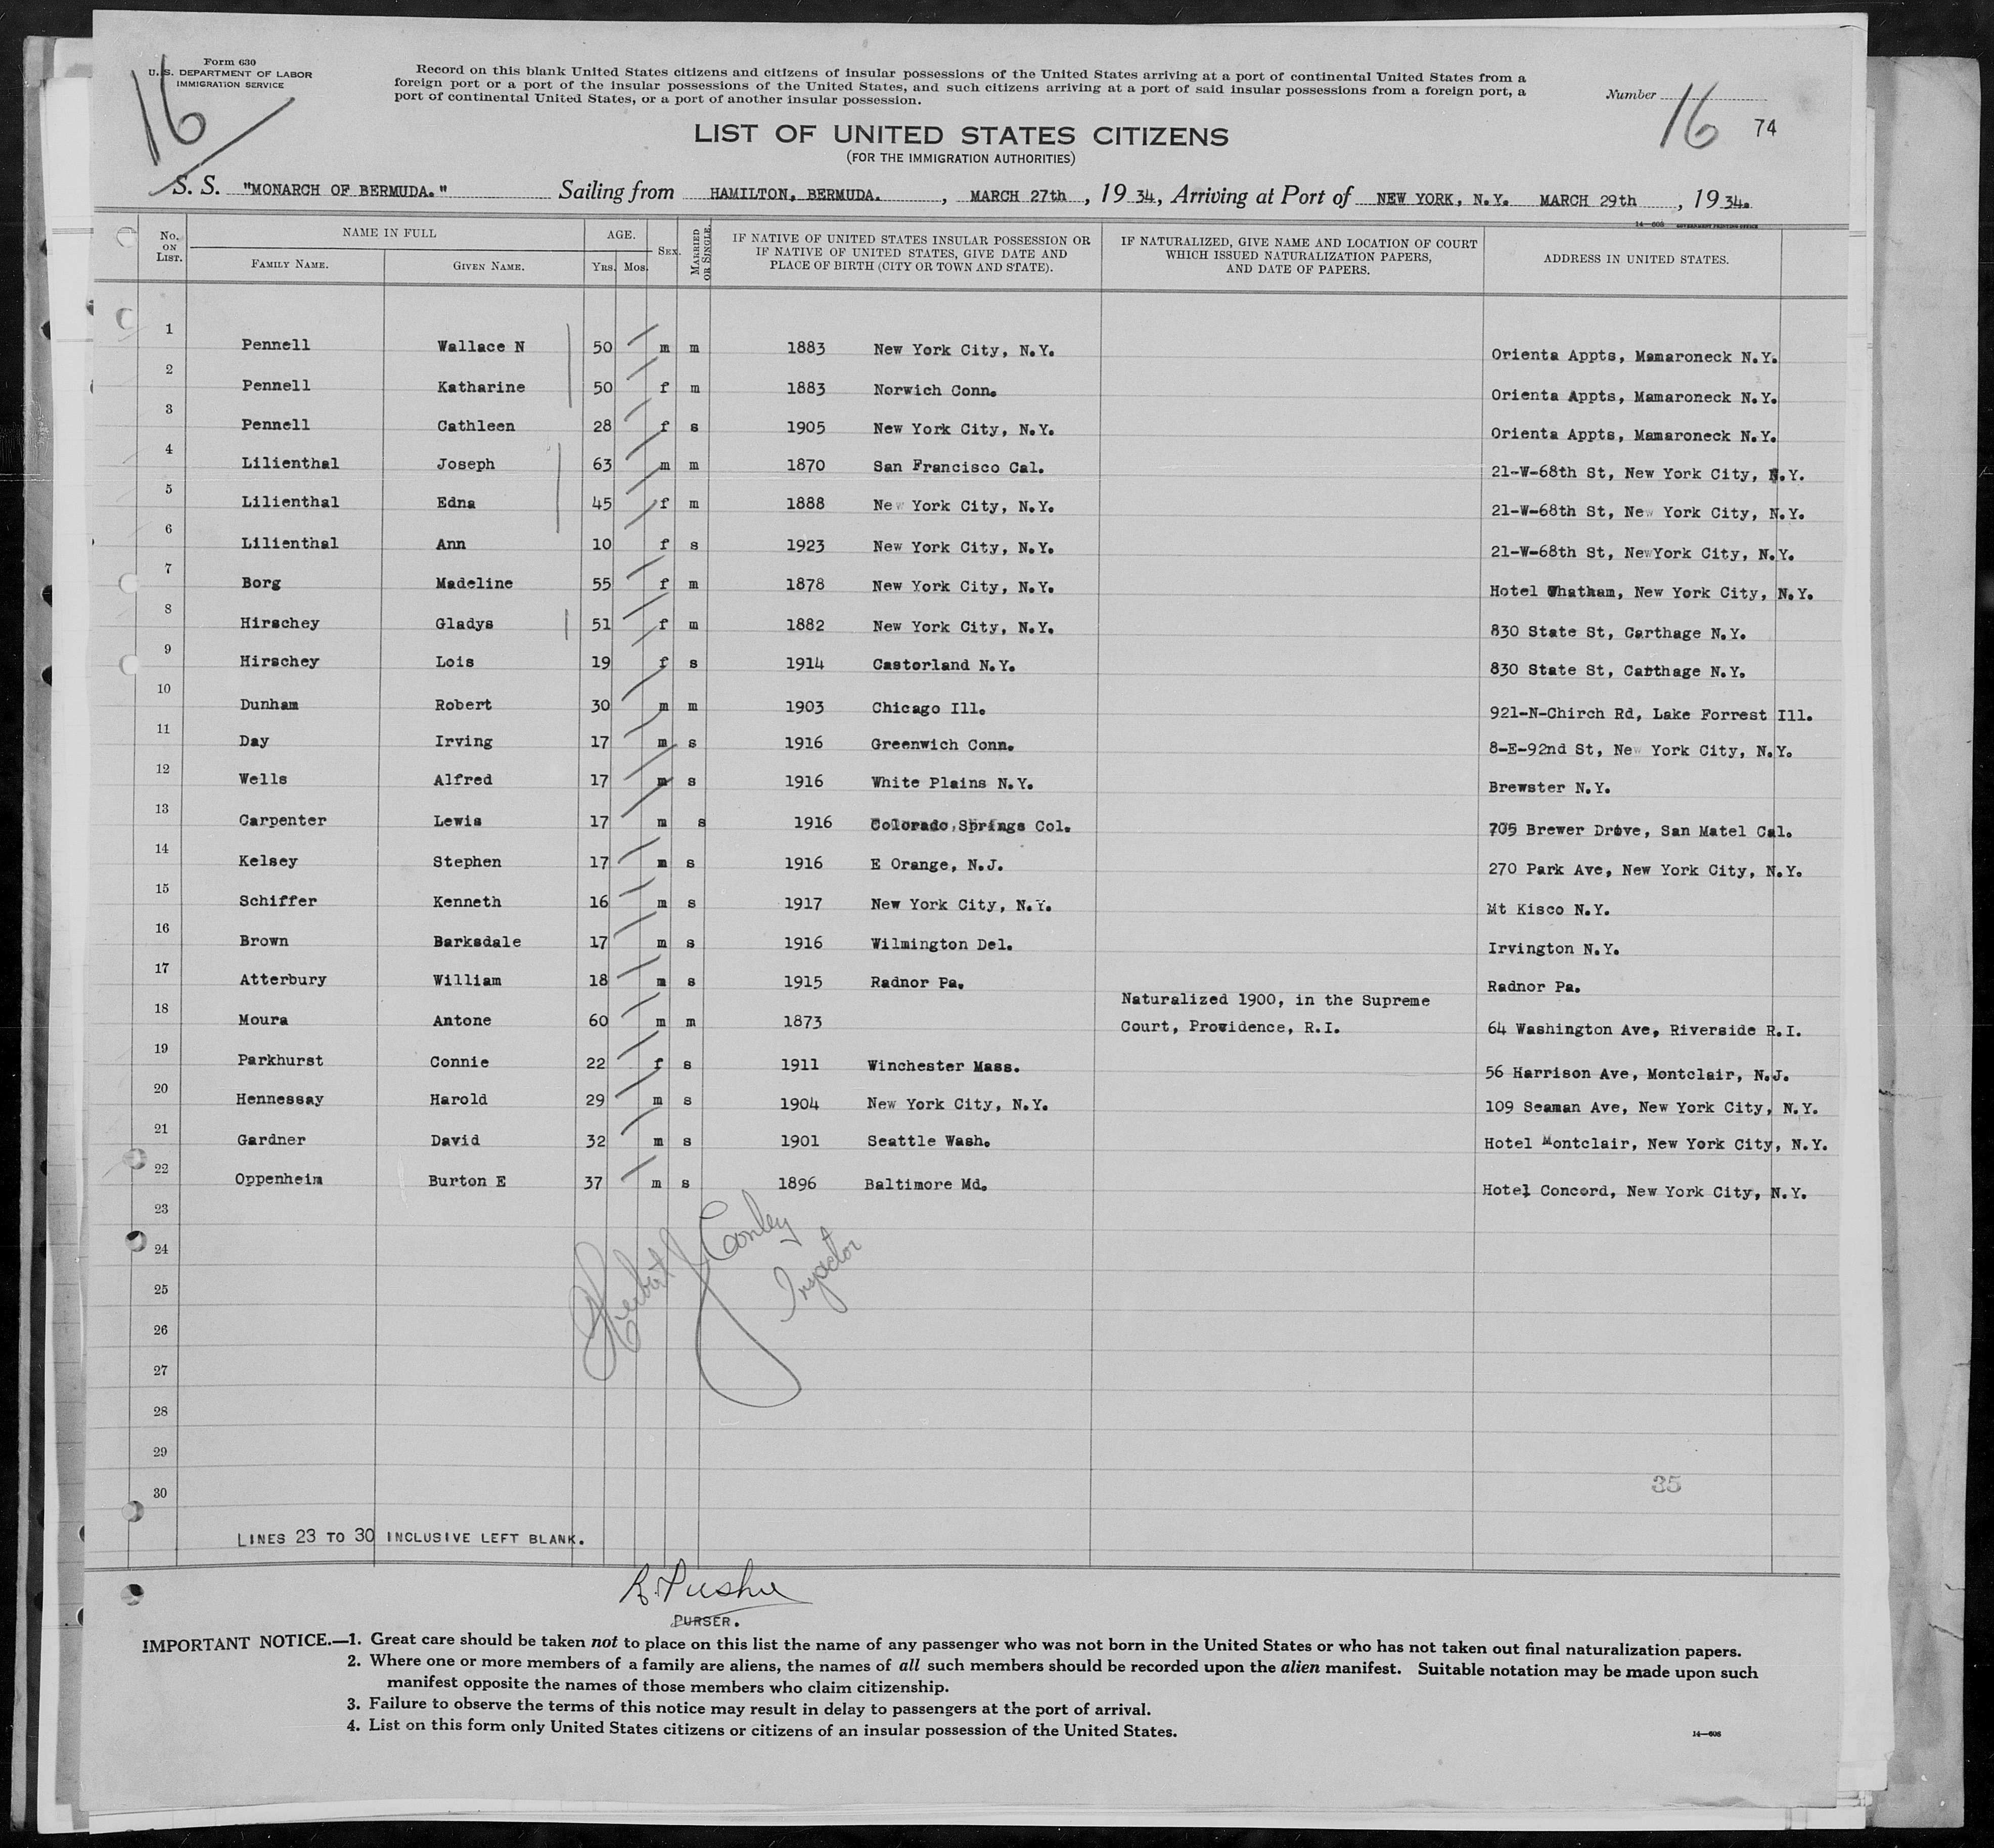 Form 630
U. S. DEPARTMENT OF LABOR
IMMIGRATION SERVICE
16
Record on this blank United States citizens and citizens of insular possessions of the United States arriving at a port of continental United States from a
foreign port or a port of the insular possessions of the United States, and such citizens arriving at a port of said insular possessions from a foreign port, a
port of continental United States, or a port of another insular possession.
Number 16 74
LIST OF UNITED STATES CITIZENS
(FOR THE IMMIGRATION AUTHORITIES)
S. S. "MONARCH OF BERMUDA." Sailing from HAMILTON, BERMUDA. , MARCH 27th , 19 34, Arriving at Port of NEW YORK, N.Y. MARCH 29th , 19 34.
14—608 GOVERNMENT PRINTING OFFICE
No. ON LIST. NAME IN FULL FAMILY NAME. GIVEN NAME. AGE. YRS. MOS. SEX. MARRIED OR SINGLE. IF NATIVE OF UNITED STATES INSULAR POSSESSION OR IF NATIVE OF UNITED STATES, GIVE DATE AND PLACE OF BIRTH (CITY OR TOWN AND STATE). IF NATURALIZED, GIVE NAME AND LOCATION OF COURT WHICH ISSUED NATURALIZATION PAPERS, AND DATE OF PAPERS. ADDRESS IN UNITED STATES.
1 Pennell Wallace N 50 m m 1883 New York City, N.Y. Orienta Appts, Mamaroneck N.Y.
2 Pennell Katharine 50 f m 1883 Norwich Conn. Orienta Appts, Mamaroneck N.Y.
3 Pennell Cathleen 28 f s 1905 New York City, N.Y. Orienta Appts, Mamaroneck N.Y.
4 Lilienthal Joseph 63 m m 1870 San Francisco Cal. 21-W-68th St, New York City, N.Y.
5 Lilienthal Edna 45 f m 1888 New York City, N.Y. 21-W-68th St, New York City, N.Y.
6 Lilienthal Ann 10 f s 1923 New York City, N.Y. 21-W-68th St, NewYork City, N.Y.
7 Borg Madeline 55 f m 1878 New York City, N.Y. Hotel Chatham, New York City, N.Y.
8 Hirschey Gladys 51 f m 1882 New York City, N.Y. 830 State St, Carthage N.Y.
9 Hirschey Lois 19 f s 1914 Castorland N.Y. 830 State St, Carthage N.Y.
10 Dunham Robert 30 m m 1903 Chicago Ill. 921-N-Chirch Rd, Lake Forrest Ill.
11 Day Irving 17 m s 1916 Greenwich Conn. 8-E-92nd St, New York City, N.Y.
12 Wells Alfred 17 m s 1916 White Plains N.Y. Brewster N.Y.
13 Carpenter Lewis 17 m s 1916 Colorado Springs Col. 705 Brewer Drive, San Matel Cal.
14 Kelsey Stephen 17 m s 1916 E Orange, N.J. 270 Park Ave, New York City, N.Y.
15 Schiffer Kenneth 16 m s 1917 New York City, N.Y. Mt Kisco N.Y.
16 Brown Barksdale 17 m s 1916 Wilmington Del. Irvington N.Y.
17 Atterbury William 18 m s 1915 Radnor Pa. Radnor Pa.
Naturalized 1900, in the Supreme
18 Moura Antone 60 m m 1873 Court, Providence, R.I. 64 Washington Ave, Riverside R.I.
19 Parkhurst Connie 22 f s 1911 Winchester Mass. 56 Harrison Ave, Montclair, N.J.
20 Hennessay Harold 29 m s 1904 New York City, N.Y. 109 Seaman Ave, New York City, N.Y.
21 Gardner David 32 m s 1901 Seattle Wash. Hotel Montclair, New York City, N.Y.
22 Oppenheim Burton E 37 m s 1896 Baltimore Md. Hotel Concord, New York City, N.Y.
23
24
25
26
27
28
29
30
Herbert J Conley
Inspector
35
LINES 23 TO 30 INCLUSIVE LEFT BLANK.
PURSER.
IMPORTANT NOTICE.—1. Great care should be taken not to place on this list the name of any passenger who was not born in the United States or who has not taken out final naturalization papers.
2. Where one or more members of a family are aliens, the names of all such members should be recorded upon the alien manifest. Suitable notation may be made upon such
manifest opposite the names of those members who claim citizenship.
3. Failure to observe the terms of this notice may result in delay to passengers at the port of arrival.
4. List on this form only United States citizens or citizens of an insular possession of the United States.
14—608